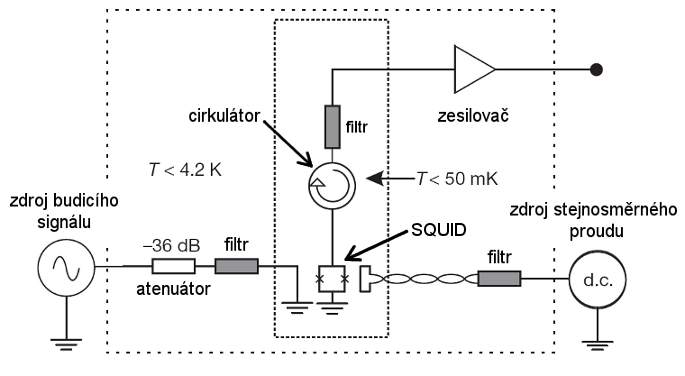 cirkulátor
filtr
zesilovač
T < 4.2 K
T < 50 mK
zdroj budicího
signálu
zdroj stejnosměrného
proudu
SQUID
–36 dB
filtr
atenuátor
filtr
d.c.